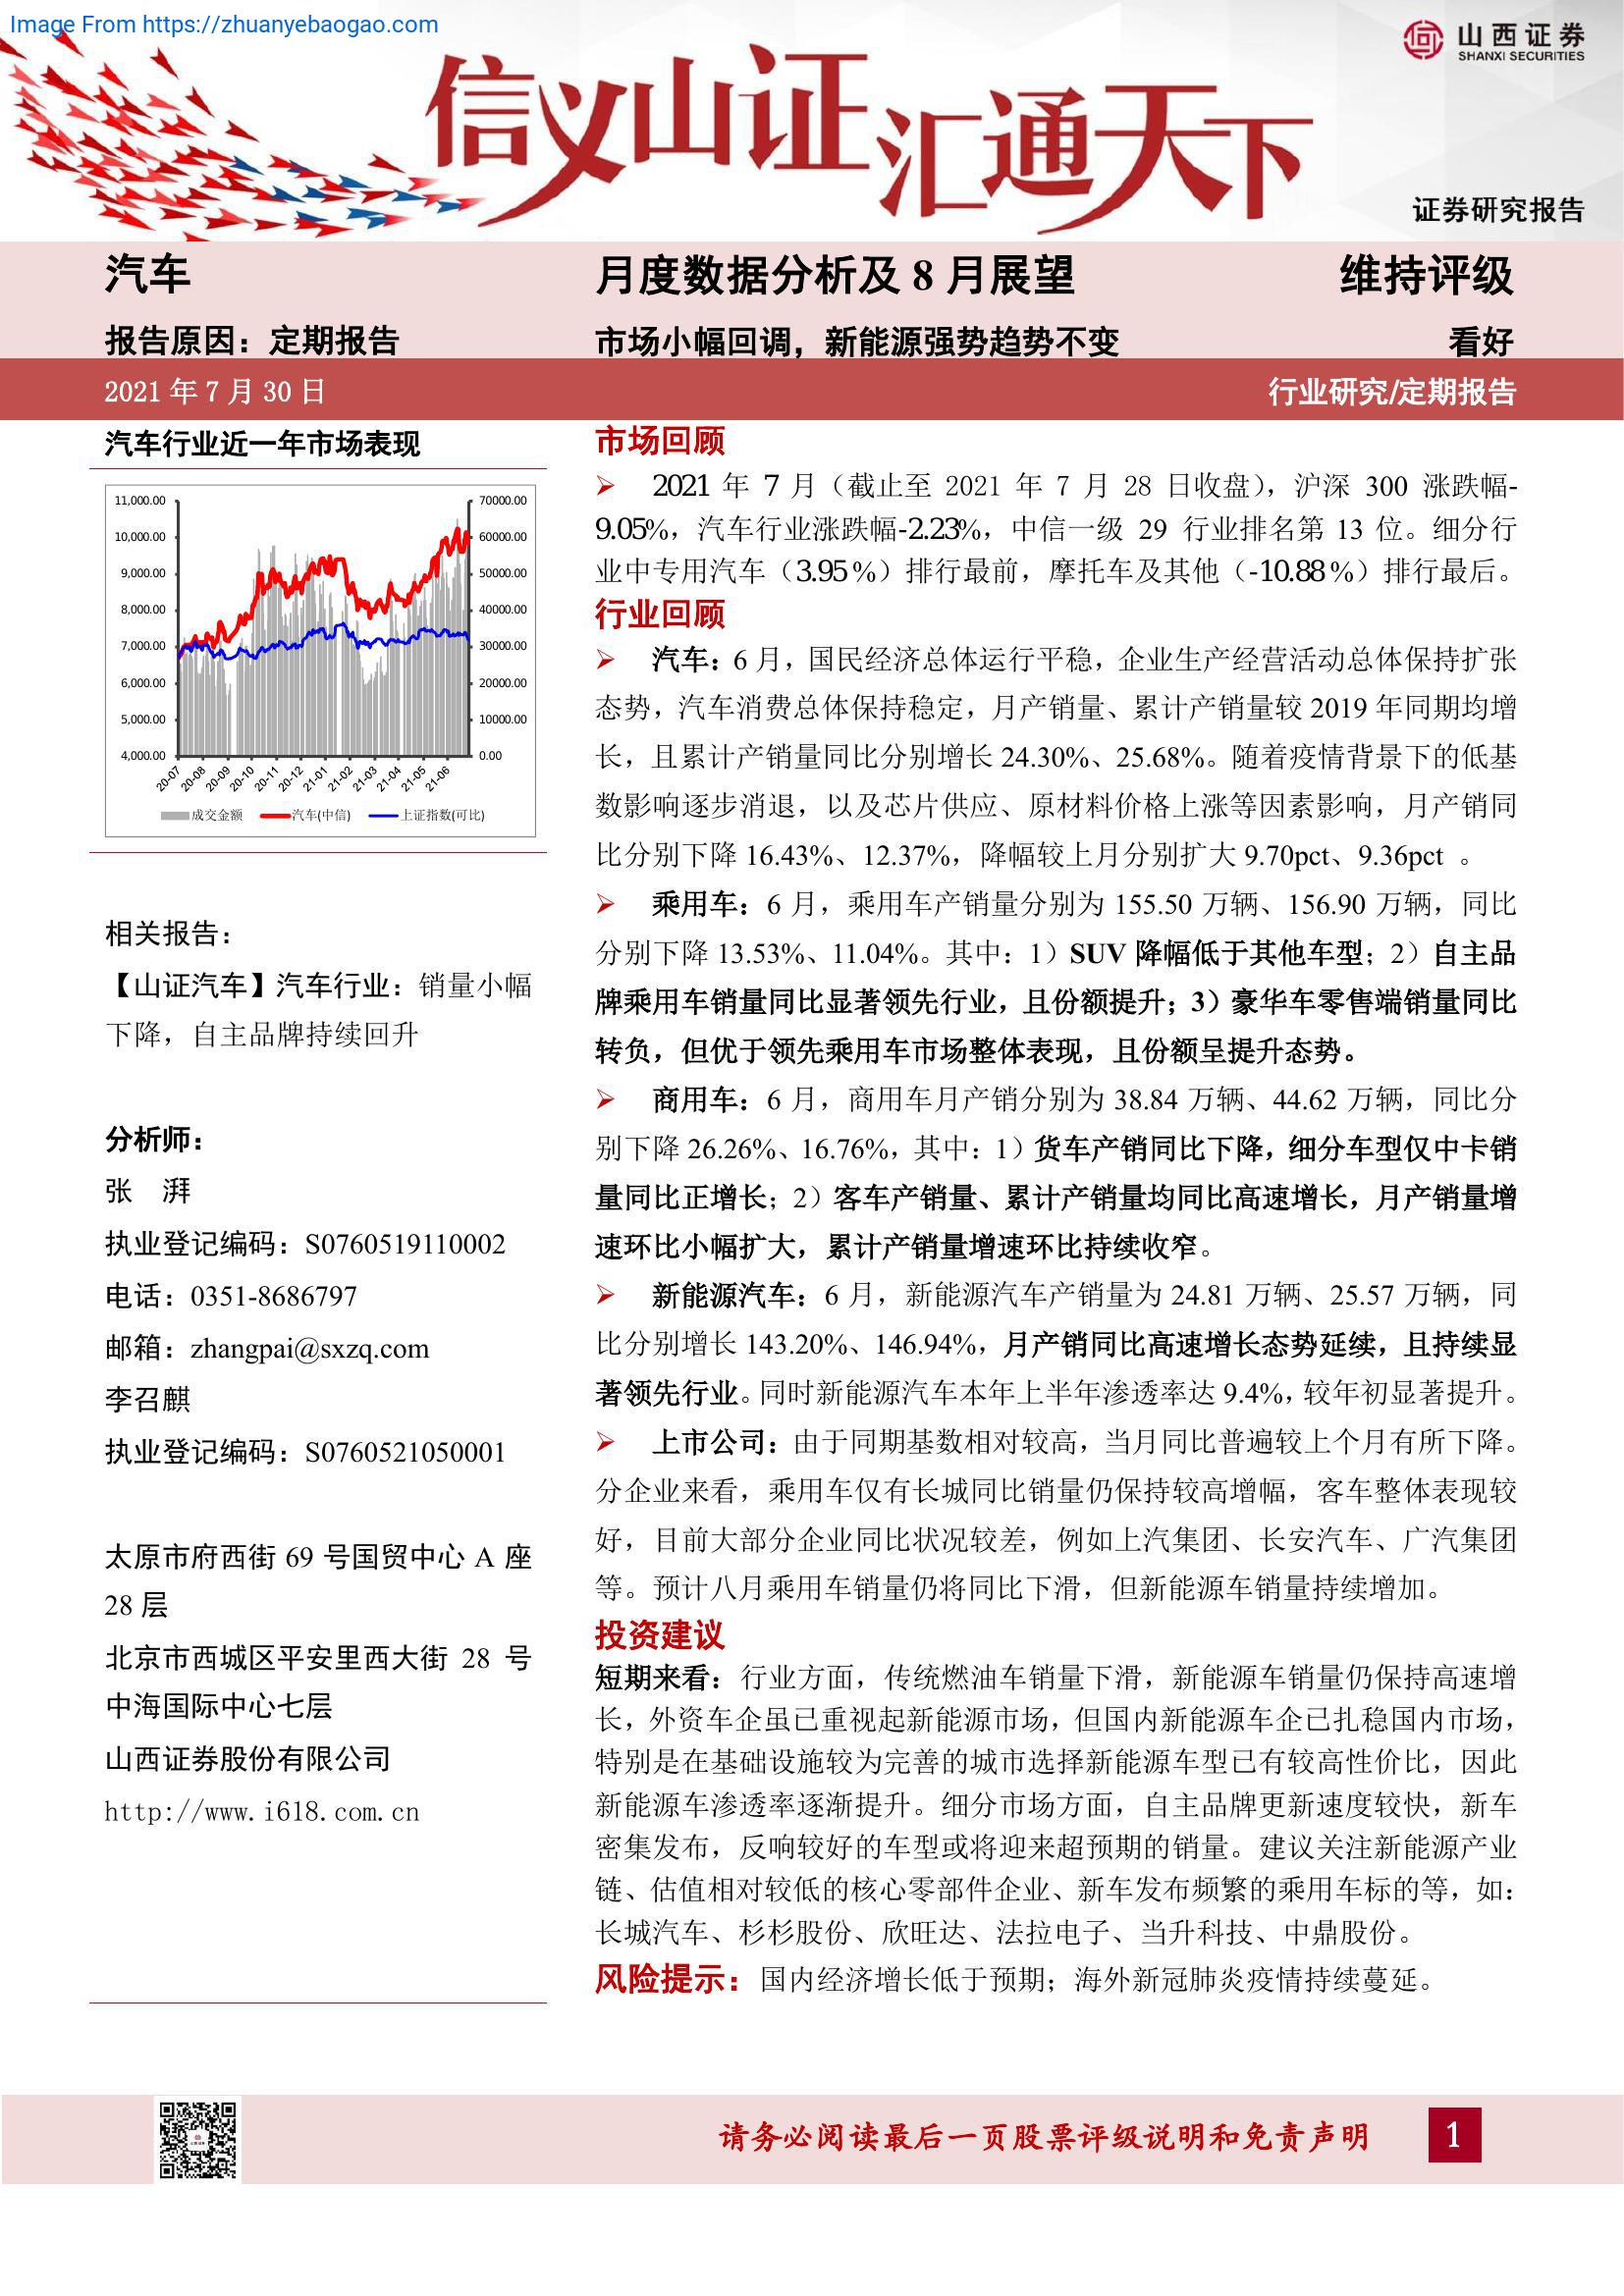 Image From https://zhuanyebaogao.com
山西证券
SHANXI SECURITIES
信义山证汇通天下
证券研究报告
汽车
月度数据分析及 8 月展望
维持评级
报告原因：定期报告
市场小幅回调，新能源强势趋势不变
看好
2021 年 7 月 30 日
行业研究/定期报告
汽车行业近一年市场表现
11,000.00
10,000.00
9,000.00
8,000.00
7,000.00
6,000.00
5,000.00
4,000.00
70000.00
60000.00
50000.00
40000.00
30000.00
20000.00
10000.00
0.00
20-07
20-08
20-09
20-10
20-11
20-12
21-01
21-02
21-03
21-04
21-05
21-06
成交金额 汽车(中信) 上证指数(可比)
相关报告：
【山证汽车】汽车行业：销量小幅
下降，自主品牌持续回升
分析师：
张 湃
执业登记编码：S0760519110002
电话：0351-8686797
邮箱：zhangpai@sxzq.com
李召麒
执业登记编码：S0760521050001
太原市府西街 69 号国贸中心 A 座
28 层
北京市西城区平安里西大街 28 号
中海国际中心七层
山西证券股份有限公司
http://www.i618.com.cn
市场回顾
➢ 2021 年 7 月（截止至 2021 年 7 月 28 日收盘），沪深 300 涨跌幅-
9.05%，汽车行业涨跌幅-2.23%，中信一级 29 行业排名第 13 位。细分行
业中专用汽车（3.95%）排行最前，摩托车及其他（-10.88%）排行最后。
行业回顾
➢ 汽车：6 月，国民经济总体运行平稳，企业生产经营活动总体保持扩张
态势，汽车消费总体保持稳定，月产销量、累计产销量较 2019 年同期均增
长，且累计产销量同比分别增长 24.30%、25.68%。随着疫情背景下的低基
数影响逐步消退，以及芯片供应、原材料价格上涨等因素影响，月产销同
比分别下降 16.43%、12.37%，降幅较上月分别扩大 9.70pct、9.36pct 。
➢ 乘用车：6 月，乘用车产销量分别为 155.50 万辆、156.90 万辆，同比
分别下降 13.53%、11.04%。其中：1）SUV 降幅低于其他车型；2）自主品
牌乘用车销量同比显著领先行业，且份额提升；3）豪华车零售端销量同比
转负，但优于领先乘用车市场整体表现，且份额呈提升态势。
➢ 商用车：6 月，商用车月产销分别为 38.84 万辆、44.62 万辆，同比分
别下降 26.26%、16.76%，其中：1）货车产销同比下降，细分车型仅中卡销
量同比正增长；2）客车产销量、累计产销量均同比高速增长，月产销量增
速环比小幅扩大，累计产销量增速环比持续收窄。
➢ 新能源汽车：6 月，新能源汽车产销量为 24.81 万辆、25.57 万辆，同
比分别增长 143.20%、146.94%，月产销同比高速增长态势延续，且持续显
著领先行业。同时新能源汽车本年上半年渗透率达 9.4%，较年初显著提升。
➢ 上市公司：由于同期基数相对较高，当月同比普遍较上个月有所下降。
分企业来看，乘用车仅有长城同比销量仍保持较高增幅，客车整体表现较
好，目前大部分企业同比状况较差，例如上汽集团、长安汽车、广汽集团
等。预计八月乘用车销量仍将同比下滑，但新能源车销量持续增加。
投资建议
短期来看：行业方面，传统燃油车销量下滑，新能源车销量仍保持高速增
长，外资车企虽已重视起新能源市场，但国内新能源车企已扎稳国内市场，
特别是在基础设施较为完善的城市选择新能源车型已有较高性价比，因此
新能源车渗透率逐渐提升。细分市场方面，自主品牌更新速度较快，新车
密集发布，反响较好的车型或将迎来超预期的销量。建议关注新能源产业
链、估值相对较低的核心零部件企业、新车发布频繁的乘用车标的等，如：
长城汽车、杉杉股份、欣旺达、法拉电子、当升科技、中鼎股份。
风险提示：国内经济增长低于预期；海外新冠肺炎疫情持续蔓延。
请务必阅读最后一页股票评级说明和免责声明
1